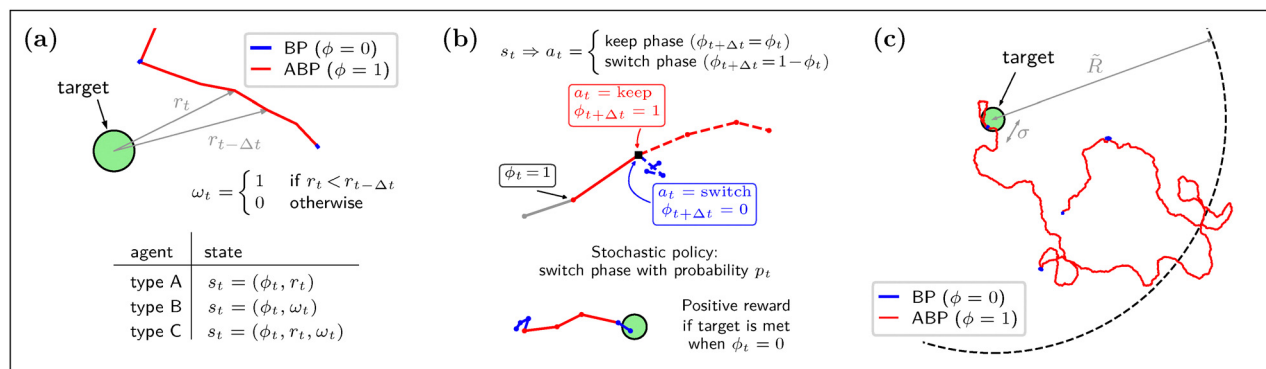 (a)
BP (ϕ = 0)
ABP (ϕ = 1)
target
r_t
r_{t−Δt}
ω_t = { 1 if r_t < r_{t−Δt}
0 otherwise
agent state
type A s_t = (ϕ_t, r_t)
type B s_t = (ϕ_t, ω_t)
type C s_t = (ϕ_t, r_t, ω_t)
(b)
s_t ⇒ a_t = { keep phase (ϕ_{t+Δt} = ϕ_t)
switch phase (ϕ_{t+Δt} = 1−ϕ_t)
a_t = keep
ϕ_{t+Δt} = 1
ϕ_t = 1
a_t = switch
ϕ_{t+Δt} = 0
Stochastic policy:
switch phase with probability p_t
Positive reward
if target is met
when ϕ_t = 0
(c)
target
R̃
σ
BP (ϕ = 0)
ABP (ϕ = 1)